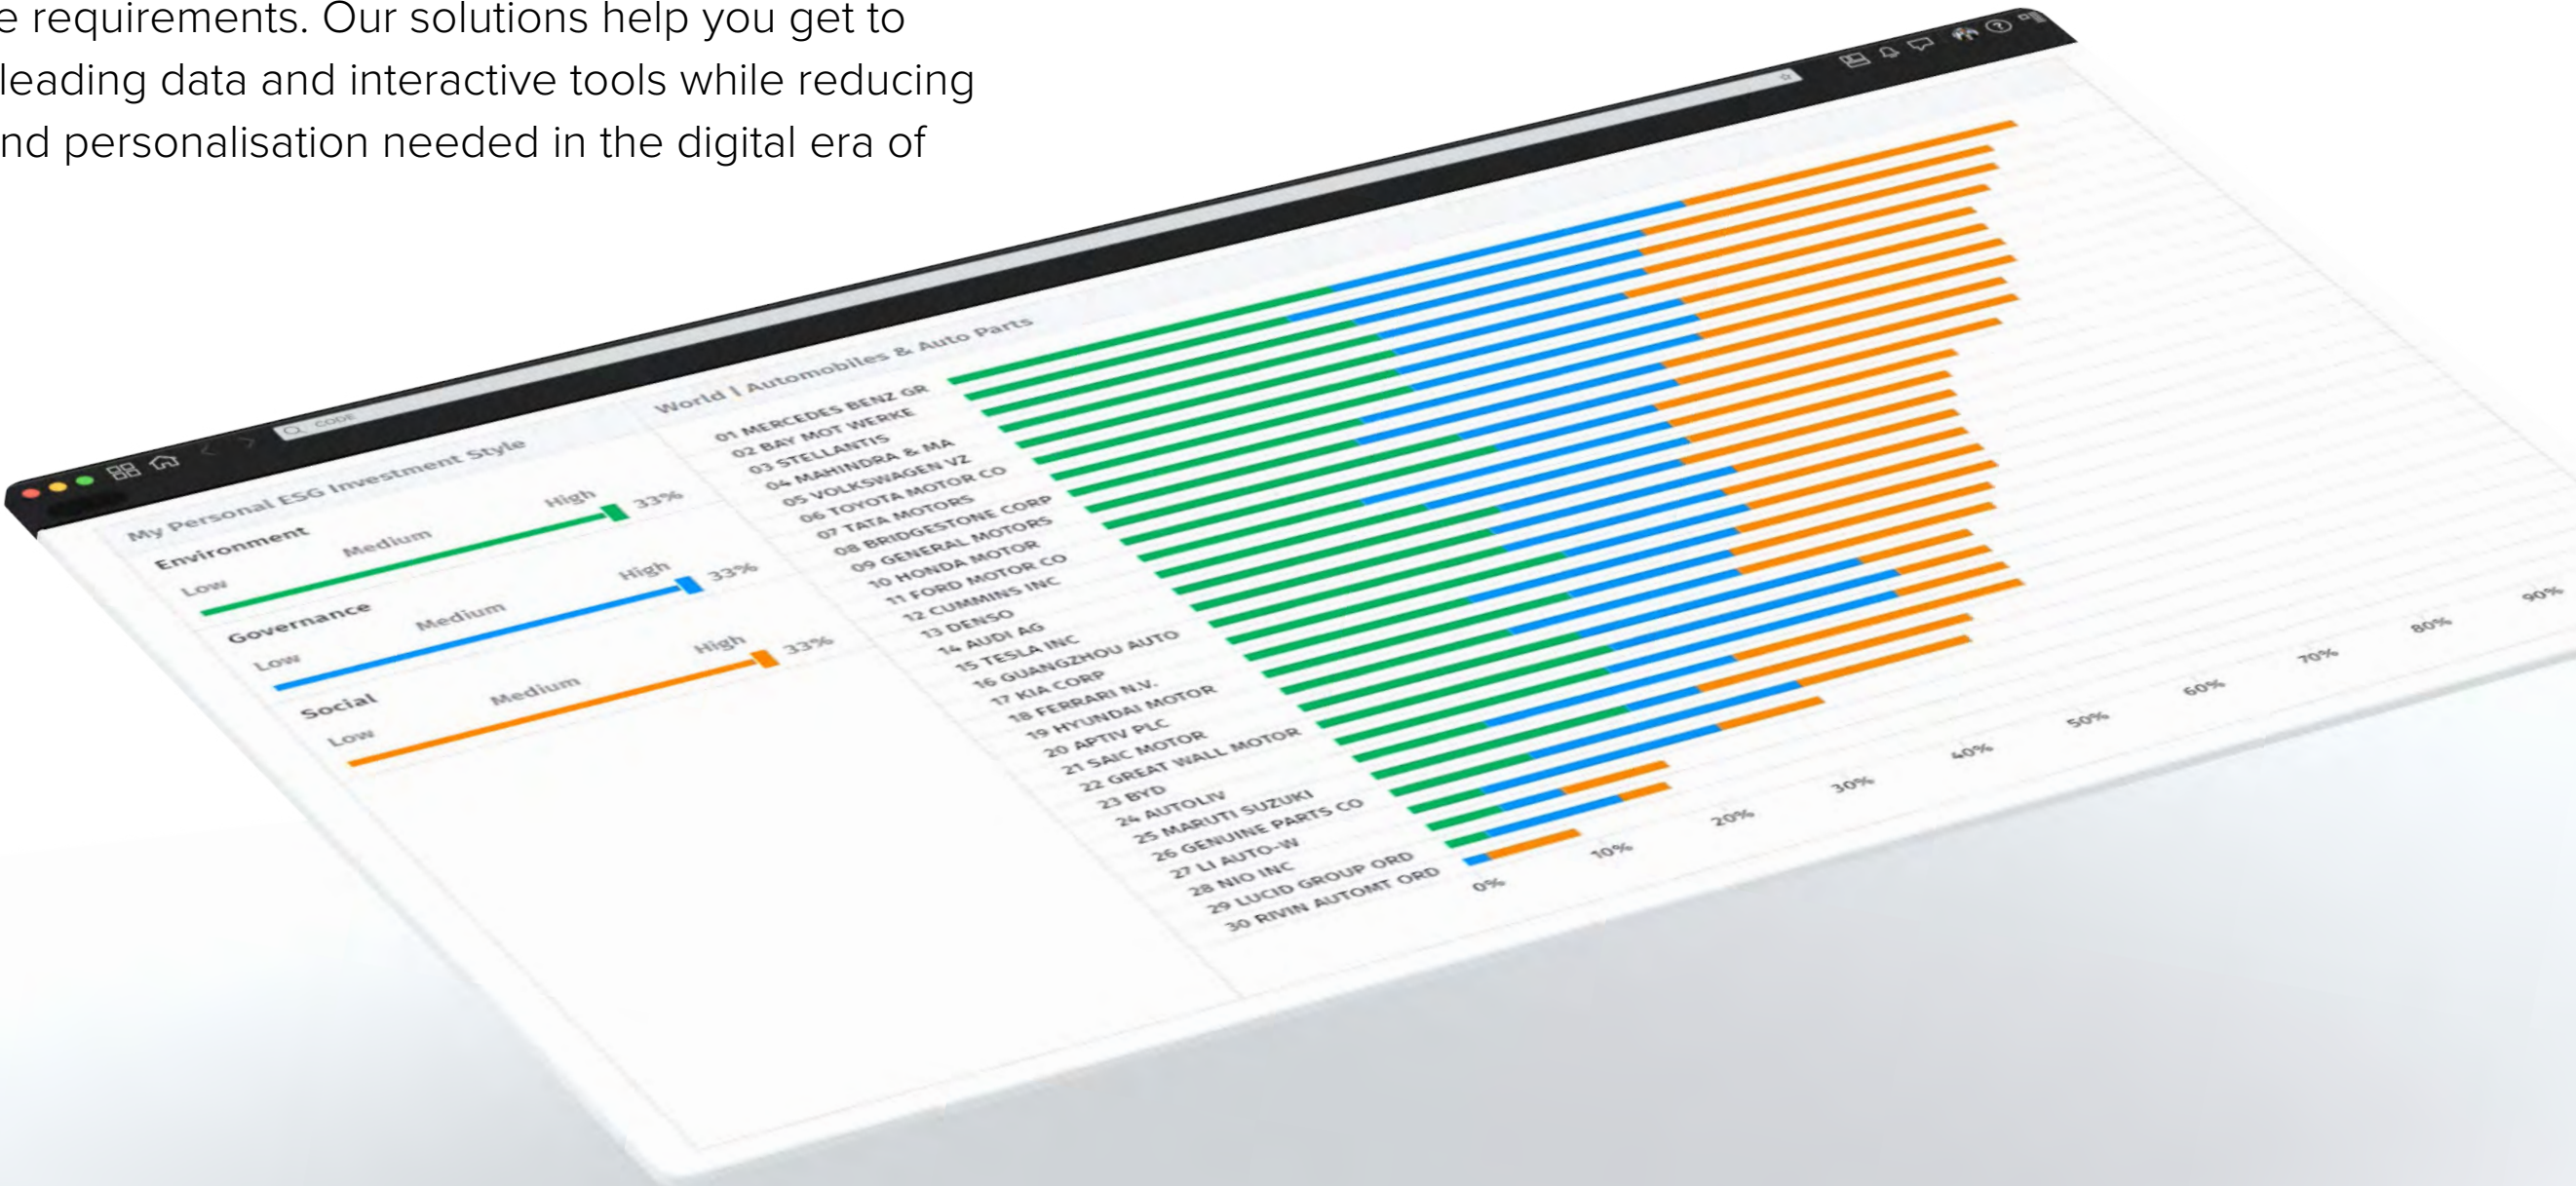 e requirements. Our solutions help you get to
leading data and interactive tools while reducing
nd personalisation needed in the digital era of
CODE
My Personal ESG Investment Style
Environment
Low Medium High 33%
Governance
Low Medium High 33%
Social
Low Medium High 33%
World | Automobiles & Auto Parts
01 MERCEDES BENZ GR
02 BAY MOT WERKE
03 STELLANTIS
04 MAHINDRA & MA
05 VOLKSWAGEN VZ
06 TOYOTA MOTOR CO
07 TATA MOTORS
08 BRIDGESTONE CORP
09 GENERAL MOTORS
10 HONDA MOTOR
11 FORD MOTOR CO
12 CUMMINS INC
13 DENSO
14 AUDI AG
15 TESLA INC
16 GUANGZHOU AUTO
17 KIA CORP
18 FERRARI N.V.
19 HYUNDAI MOTOR
20 APTIV PLC
21 SAIC MOTOR
22 GREAT WALL MOTOR
23 BYD
24 AUTOLIV
25 MARUTI SUZUKI
26 GENUINE PARTS CO
27 LI AUTO-W
28 NIO INC
29 LUCID GROUP ORD
30 RIVIN AUTOMT ORD
0% 10% 20% 30% 40% 50% 60% 70% 80% 90%